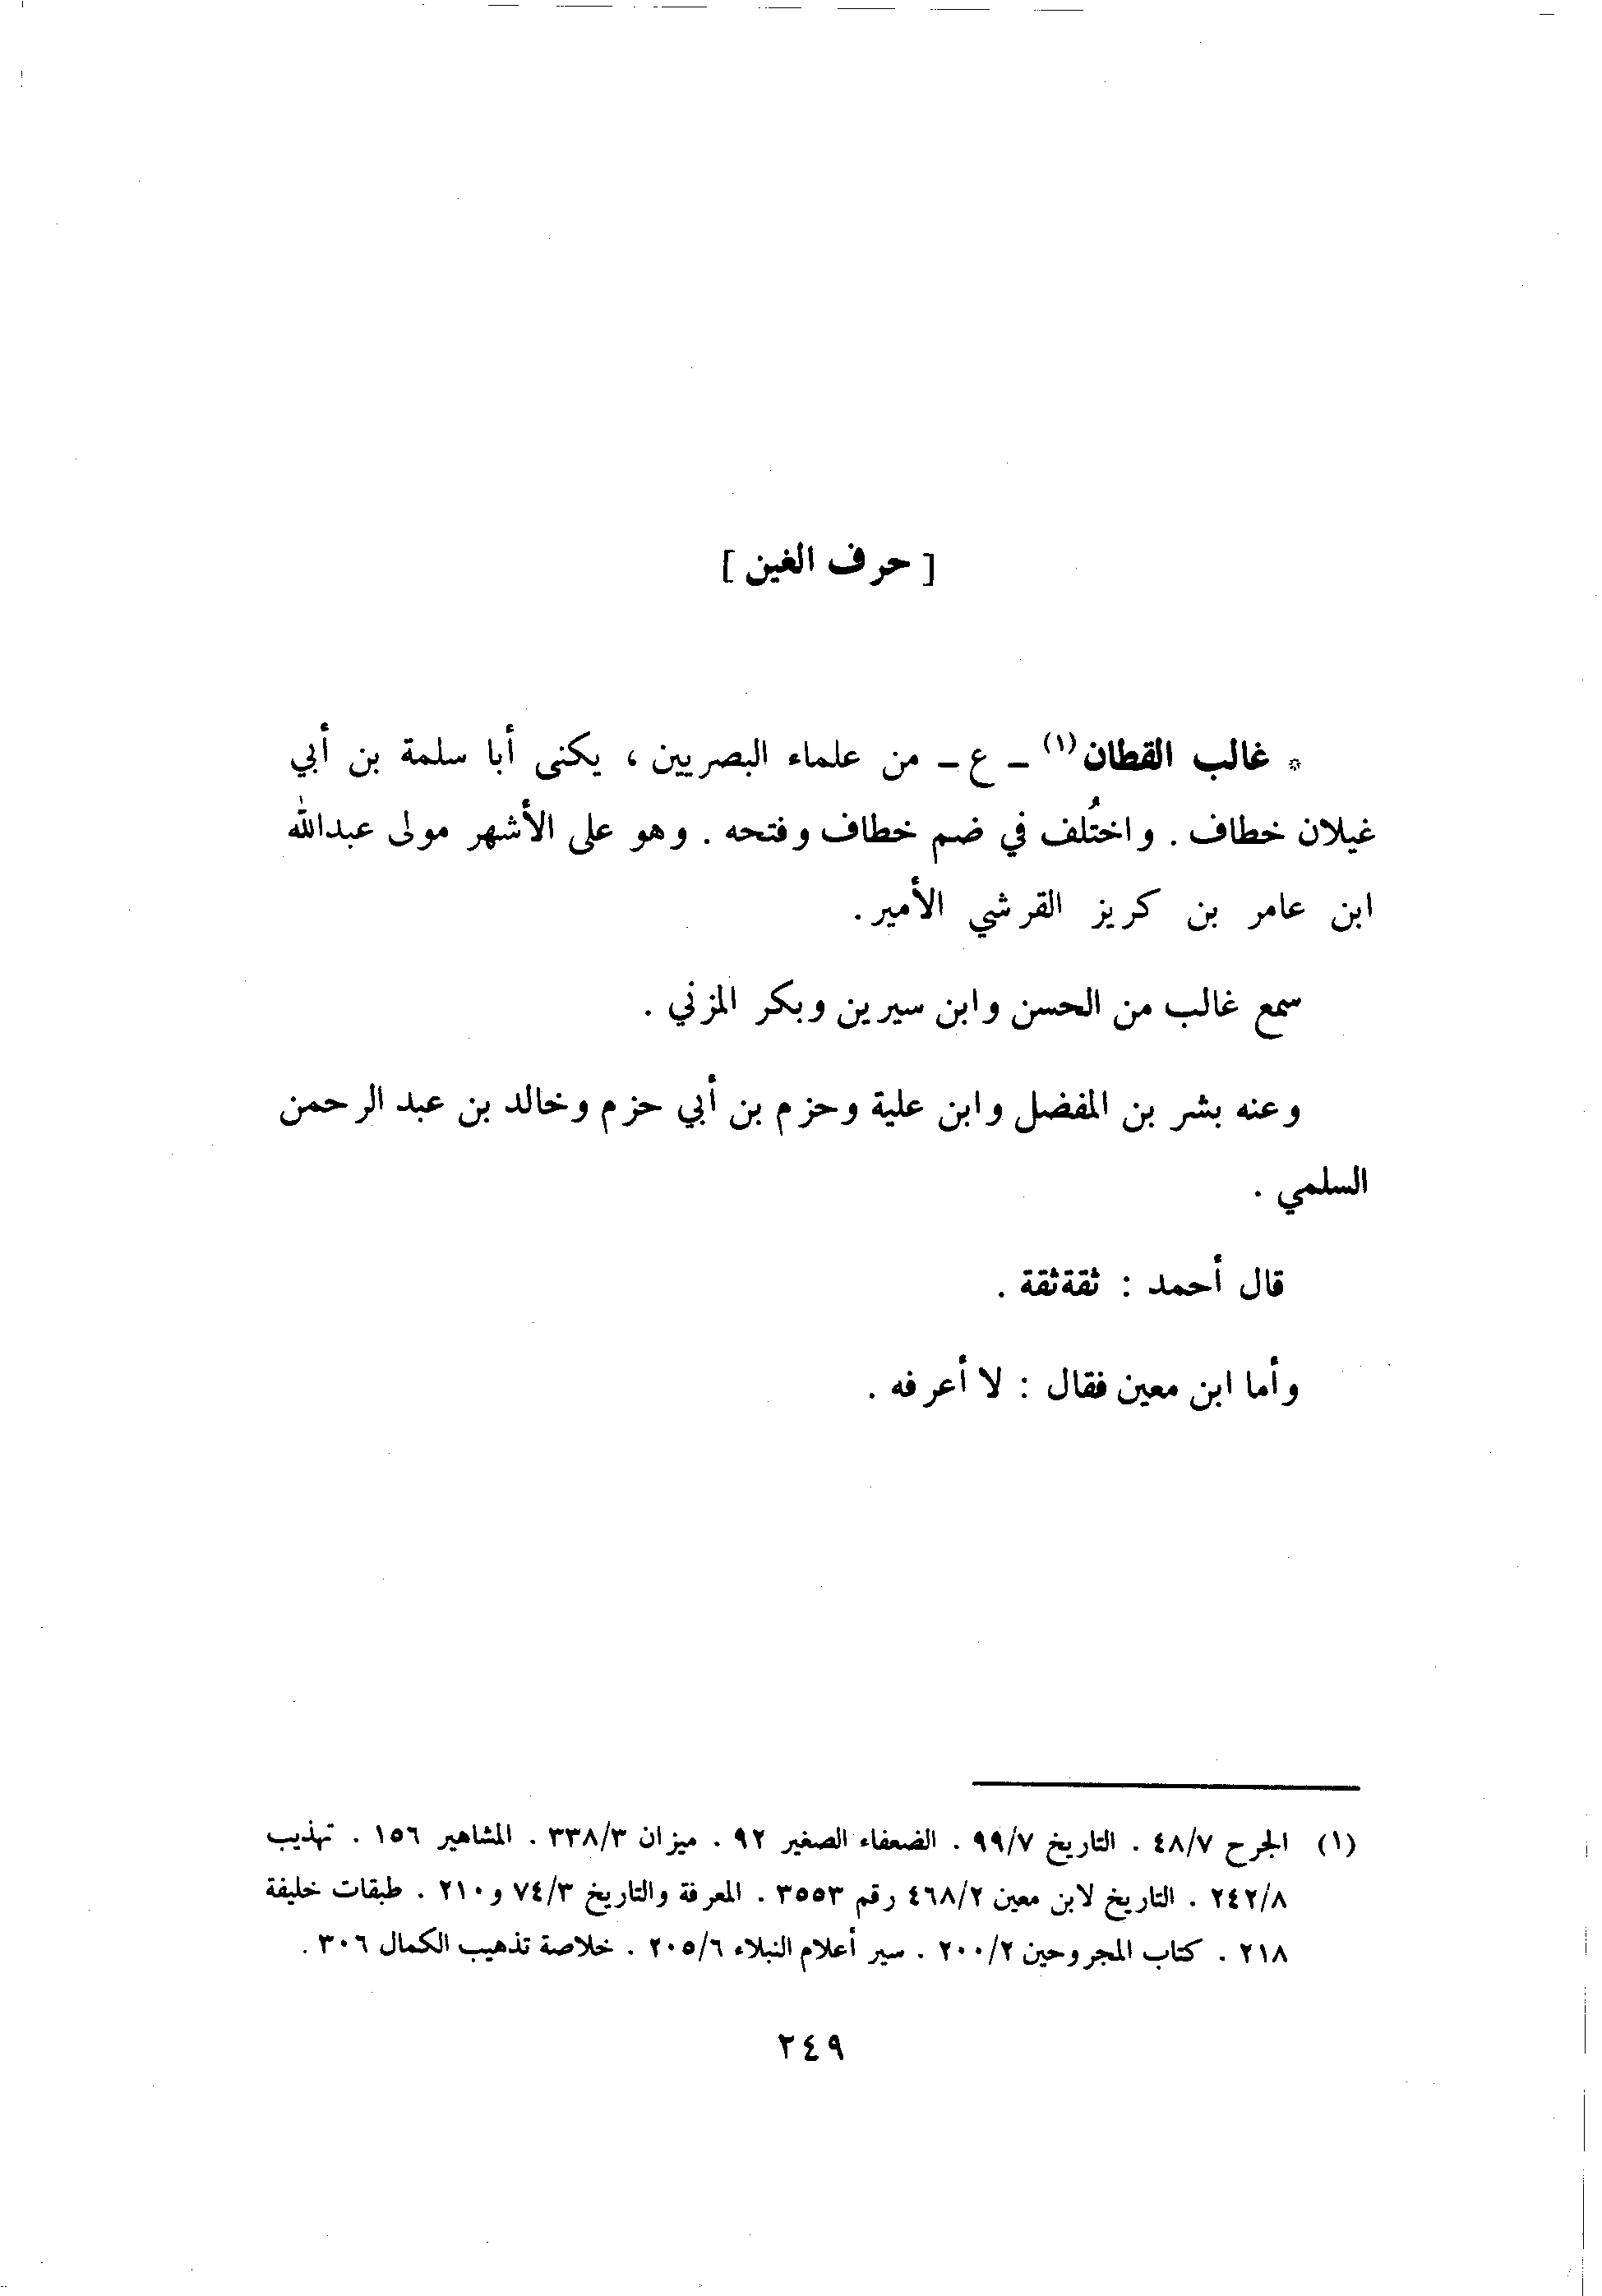 [ حرف الغين ]
* غالب القطان(١) ـ ع ـ من علماء البصريين ، يكنى أبا سلمة بن أبي
غيلان خطاف . واختُلف في ضم خطاف وفتحه . وهو على الأشهر مولى عبدالله
ابن عامر بن كريز القرشي الأمير .
سمع غالب من الحسن وابن سيرين وبكر المزني .
وعنه بشر بن المفضل وابن علية وحزم بن أبي حزم وخالد بن عبد الرحمن
السلمي .
قال أحمد : ثقة ثقة .
وأما ابن معين فقال : لا أعرفه .
(١) الجرح ٤٨/٧ . التاريخ ٩٩/٧ . الضعفاء الصغير ٩٢ . ميزان ٣٣٨/٣ . المشاهير ١٥٦ . تهذيب
٢٤٢/٨ . التاريخ لابن معين ٤٦٨/٢ رقم ٣٥٥٣ . المعرفة والتاريخ ٧٤/٣ و٢١٠ . طبقات خليفة
٢١٨ . كتاب المجروحين ٢٠٠/٢ . سير أعلام النبلاء ٢٠٥/٦ . خلاصة تذهيب الكمال ٣٠٦ .
٢٤٩